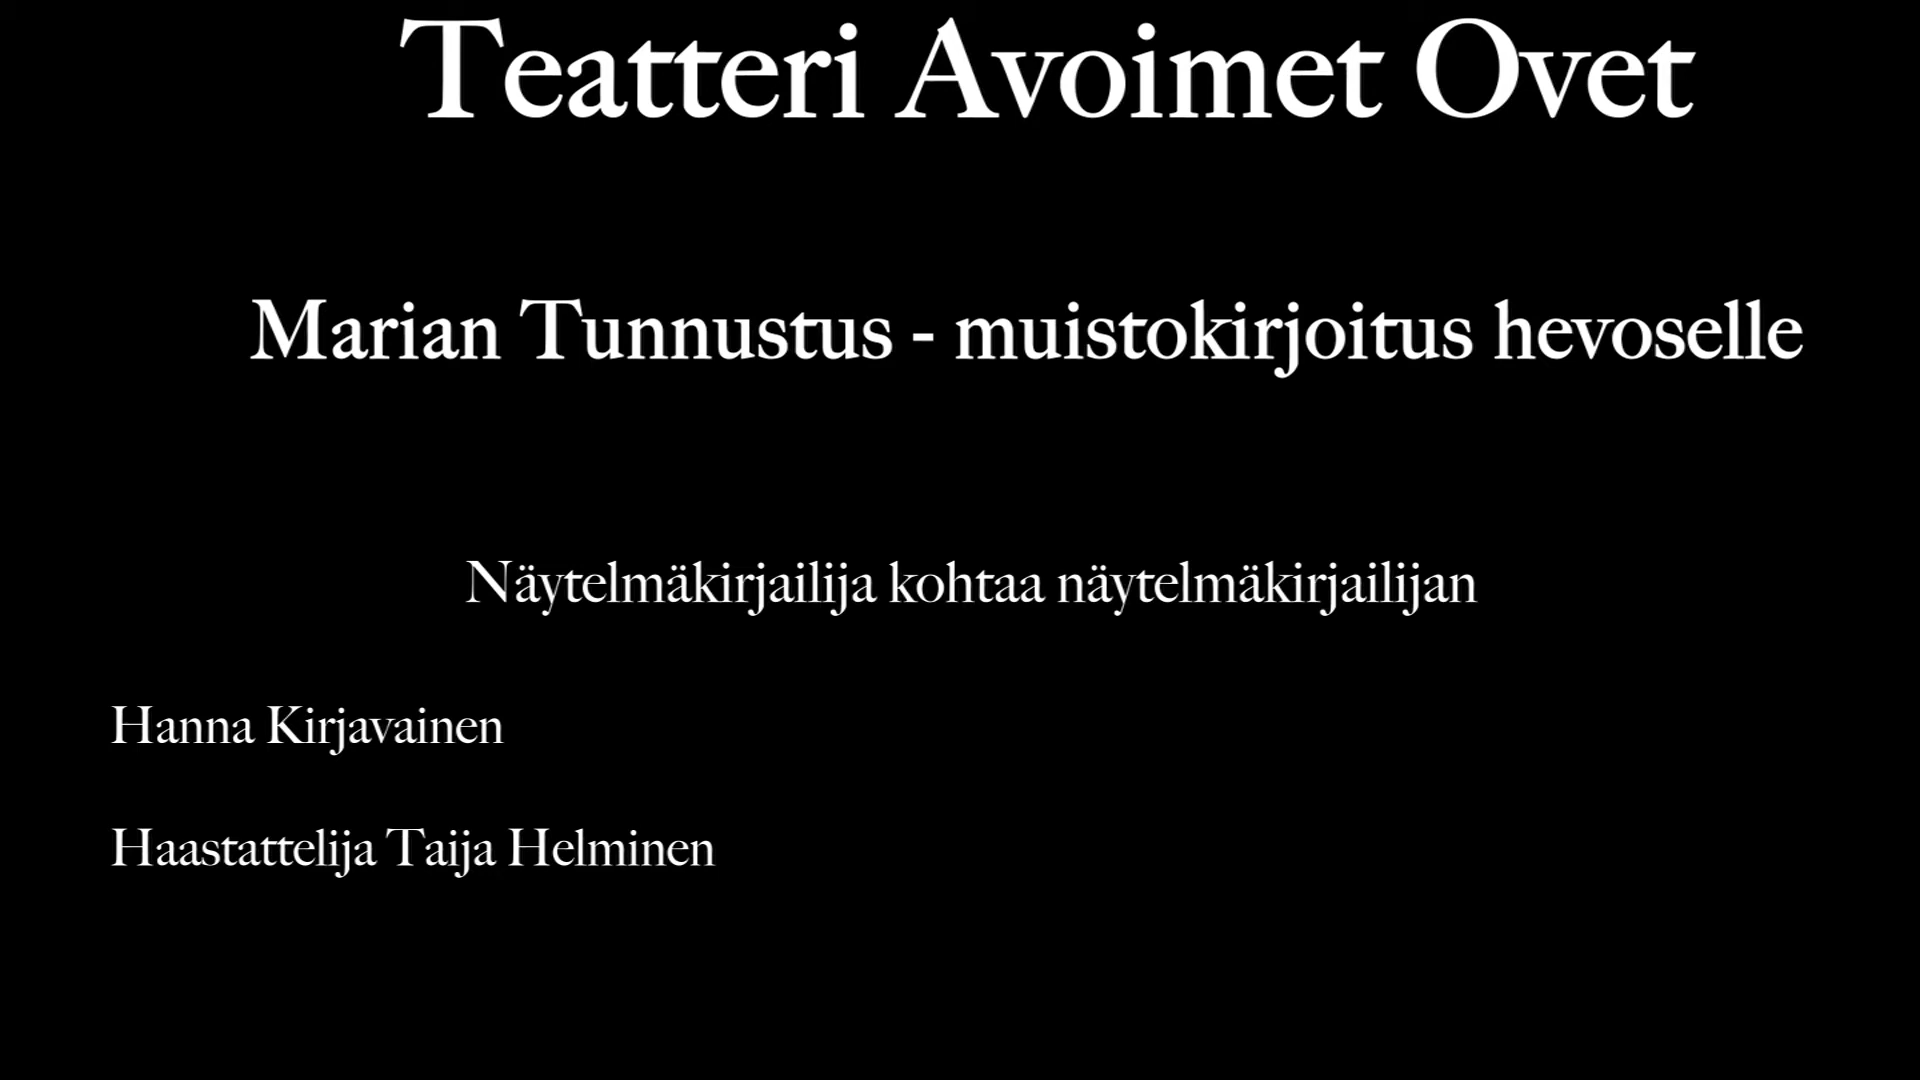 Teatteri Avoimet Ovet
Marian Tunnustus - muistokirjoitus hevoselle
Näytelmäkirjailija kohtaa näytelmäkirjailijan
Hanna Kirjavainen
Haastattelija Taija Helminen